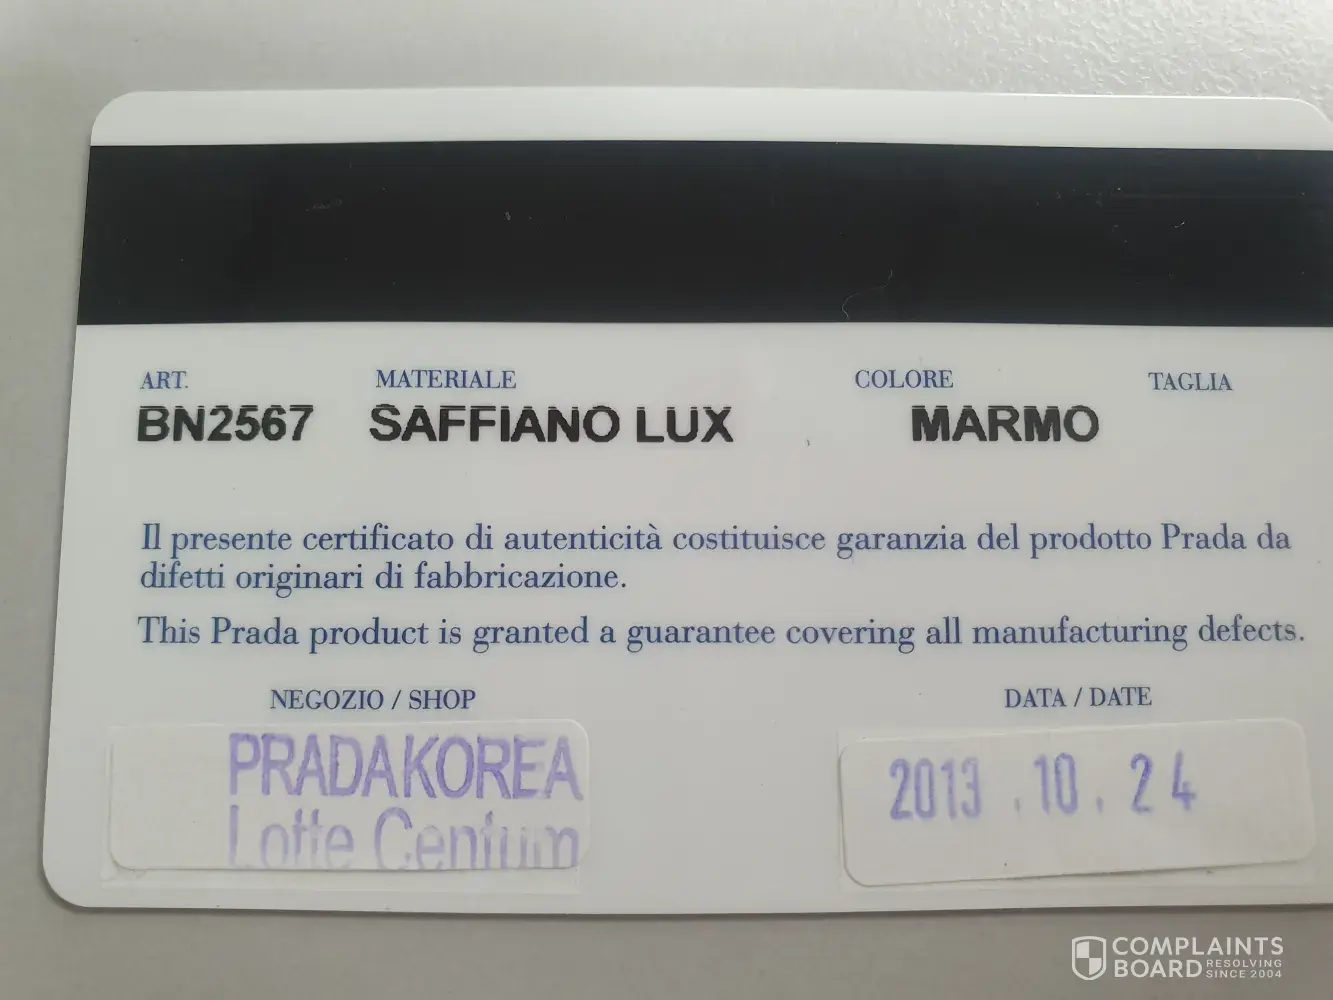 ART. MATERIALE COLORE TAGLIA
BN2567 SAFFIANO LUX MARMO
Il presente certificato di autenticità costituisce garanzia del prodotto Prada da
difetti originari di fabbricazione.
This Prada product is granted a guarantee covering all manufacturing defects.
NEGOZIO / SHOP DATA / DATE
PRADAKOREA 2013 . 10 . 24
Lotte Centum
COMPLAINTS
BOARD RESOLVING
SINCE 2004